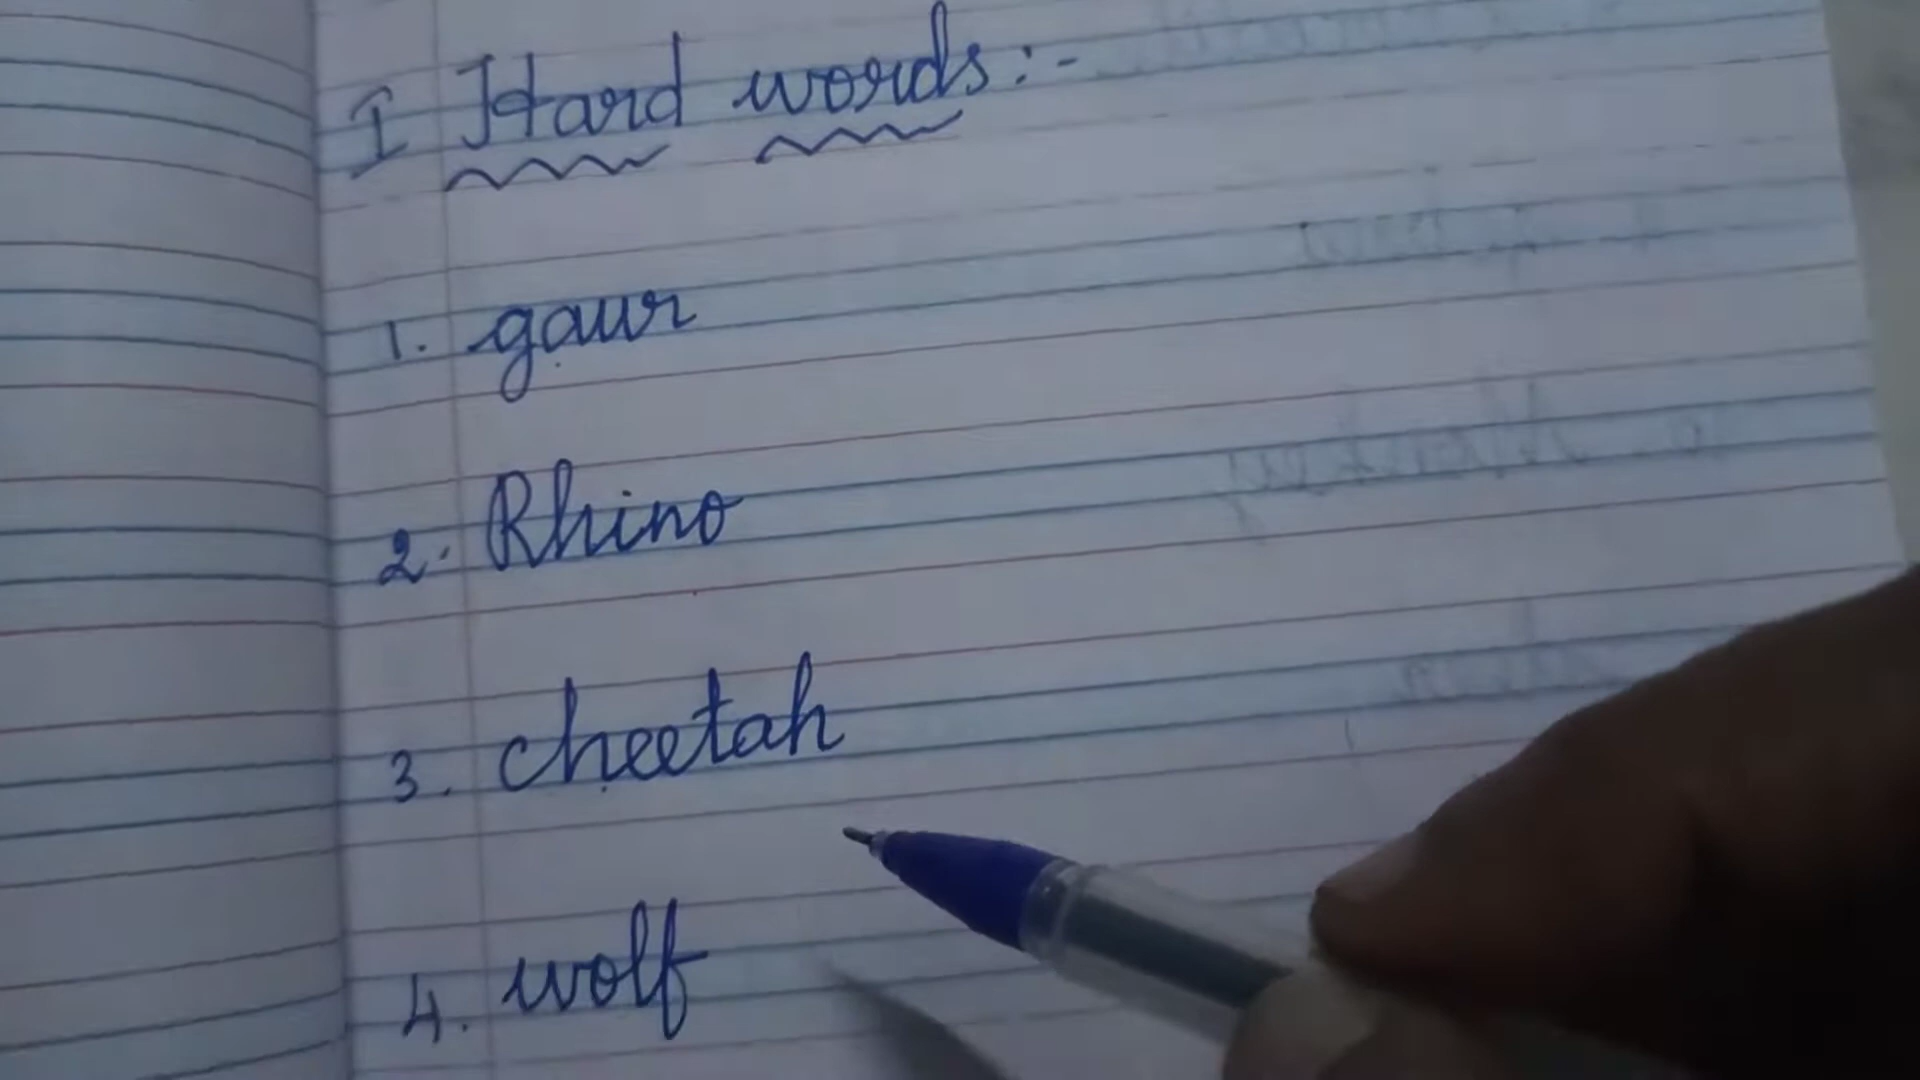 I Hard words:-
1. gaur
2. Rhino
3. cheetah
4. wolf